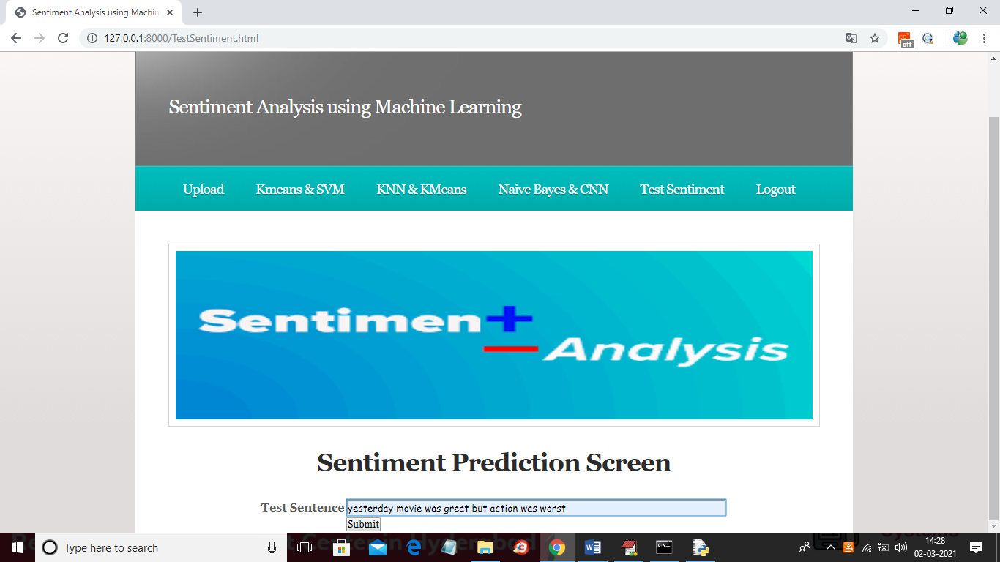 Sentiment Analysis using Machin
127.0.0.1:8000/TestSentiment.html
off
Sentiment Analysis using Machine Learning
Upload Kmeans & SVM KNN & KMeans Naive Bayes & CNN Test Sentiment Logout
Sentimen
Analysis
Sentiment Prediction Screen
Test Sentence yesterday movie was great but action was worst
Submit
Type here to search
14:28
02-03-2021